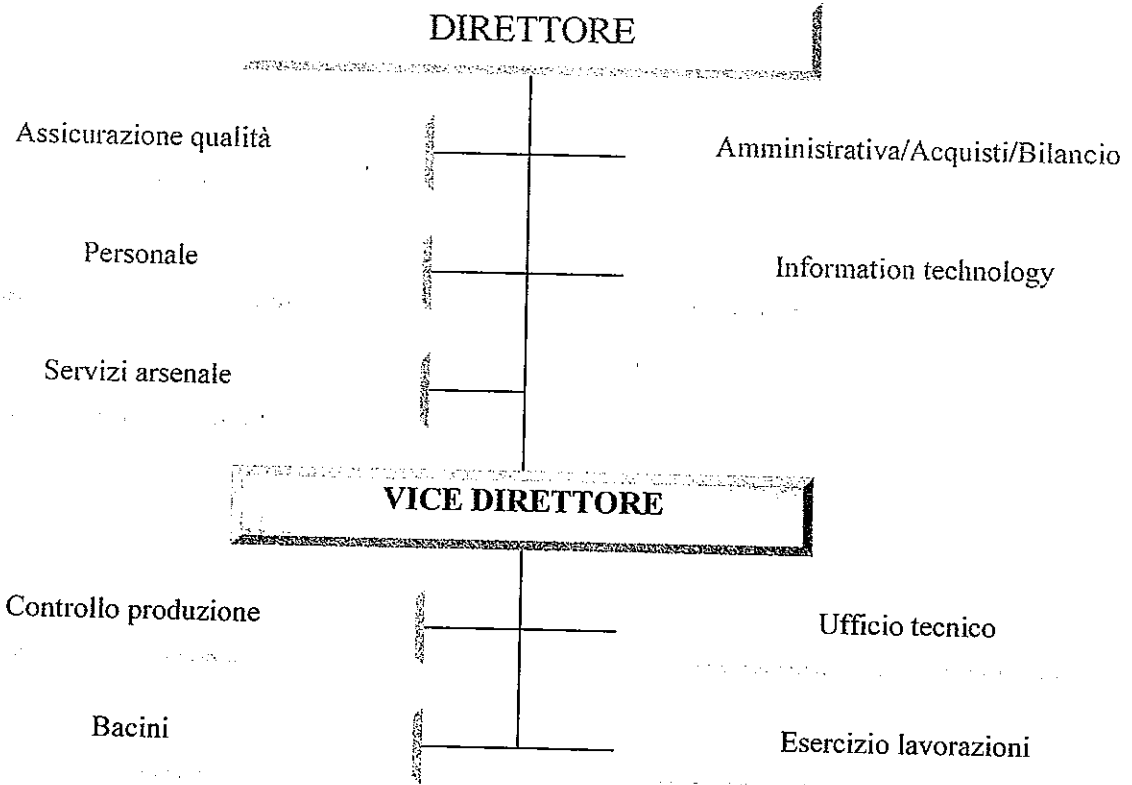 DIRETTORE
Assicurazione qualità
Amministrativa/Acquisti/Bilancio
Personale
Information technology
Servizi arsenale
VICE DIRETTORE
Controllo produzione
Ufficio tecnico
Bacini
Esercizio lavorazioni